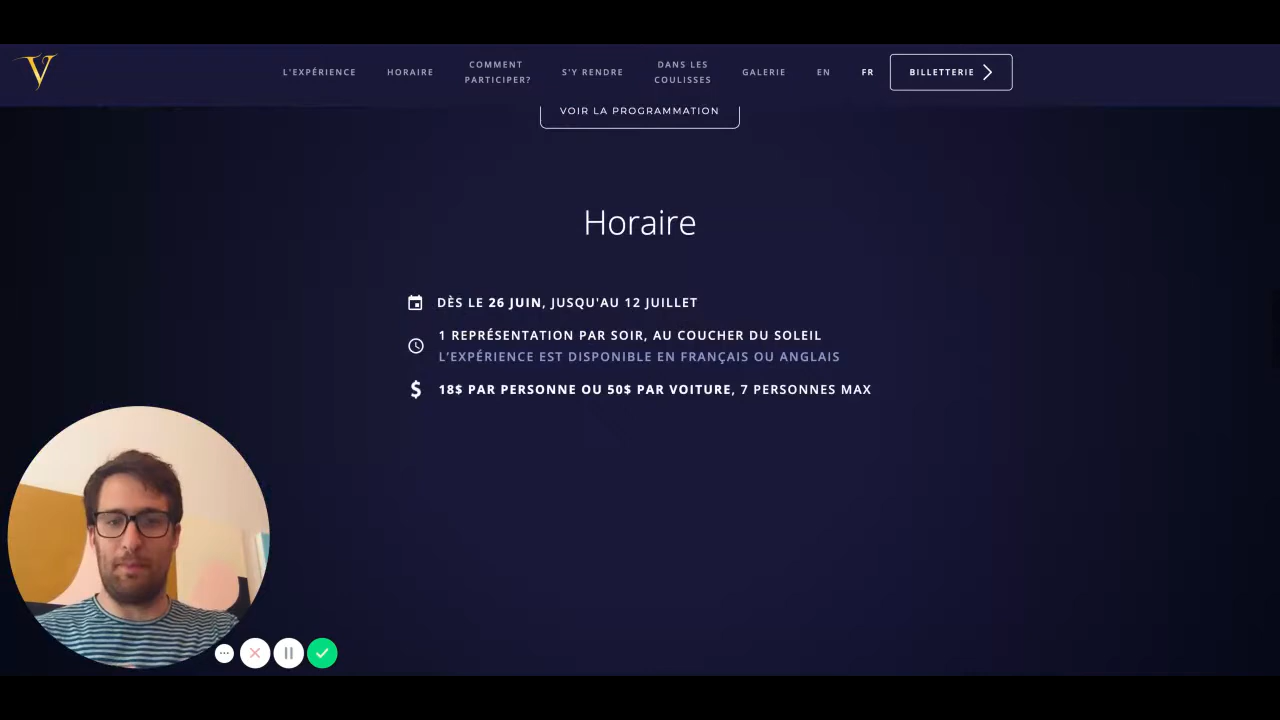 V
L'EXPÉRIENCE
HORAIRE
COMMENT
PARTICIPER?
S'Y RENDRE
DANS LES
COULISSES
GALERIE
EN
FR
BILLETTERIE
VOIR LA PROGRAMMATION
Horaire
DÈS LE 26 JUIN, JUSQU'AU 12 JUILLET
1 REPRÉSENTATION PAR SOIR, AU COUCHER DU SOLEIL
L'EXPÉRIENCE EST DISPONIBLE EN FRANÇAIS OU ANGLAIS
$ 18$ PAR PERSONNE OU 50$ PAR VOITURE, 7 PERSONNES MAX